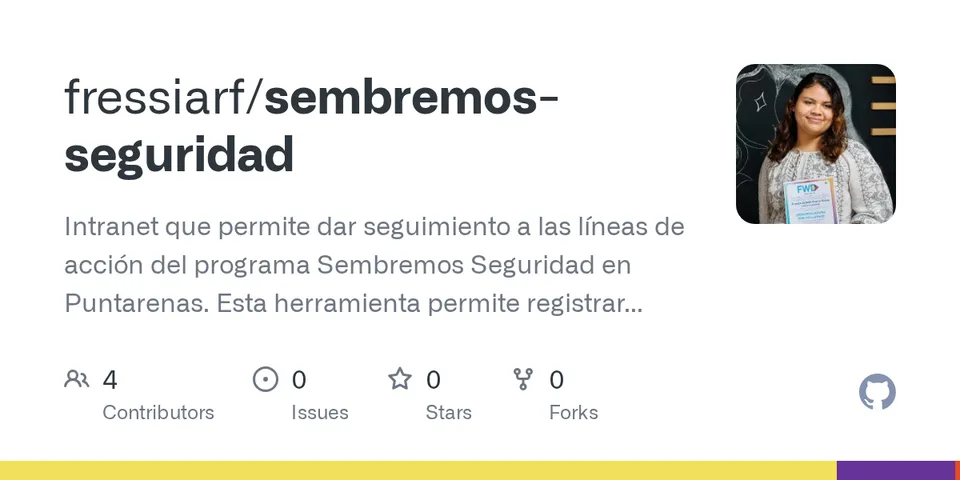 fressiarf/sembremos-
seguridad
Intranet que permite dar seguimiento a las líneas de
acción del programa Sembremos Seguridad en
Puntarenas. Esta herramienta permite registrar...
4
Contributors
0
Issues
0
Stars
0
Forks
FWD